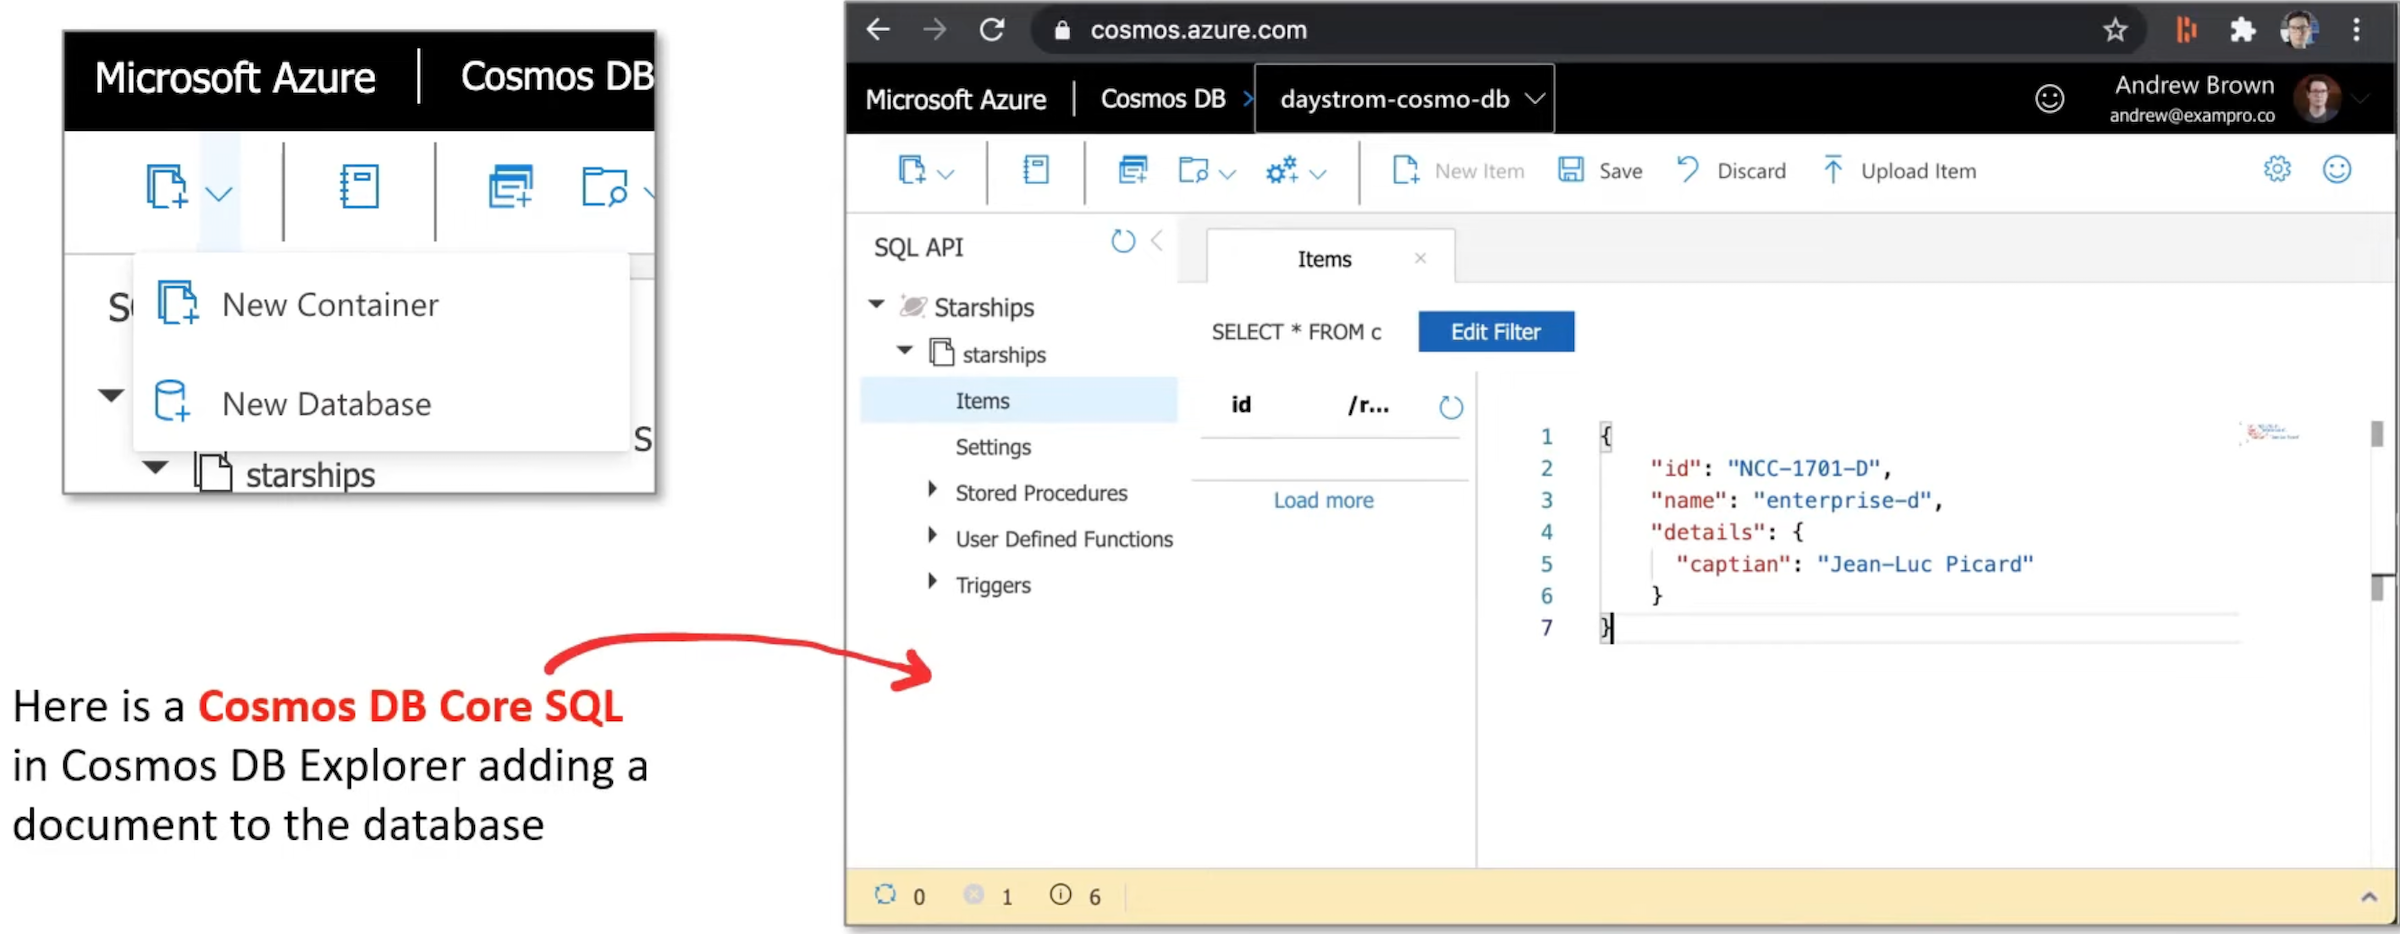 Microsoft Azure | Cosmos DB
New Container
New Database
starships
Here is a Cosmos DB Core SQL
in Cosmos DB Explorer adding a
document to the database
cosmos.azure.com
Microsoft Azure | Cosmos DB > daystrom-cosmo-db
Andrew Brown
andrew@exampro.co
New Item Save Discard Upload Item
SQL API
Starships
starships
Items
Settings
Stored Procedures
User Defined Functions
Triggers
Items
SELECT * FROM c Edit Filter
id /r...
Load more
1 {
2 "id": "NCC-1701-D",
3 "name": "enterprise-d",
4 "details": {
5 "captian": "Jean-Luc Picard"
6 }
7 }
0 1 6